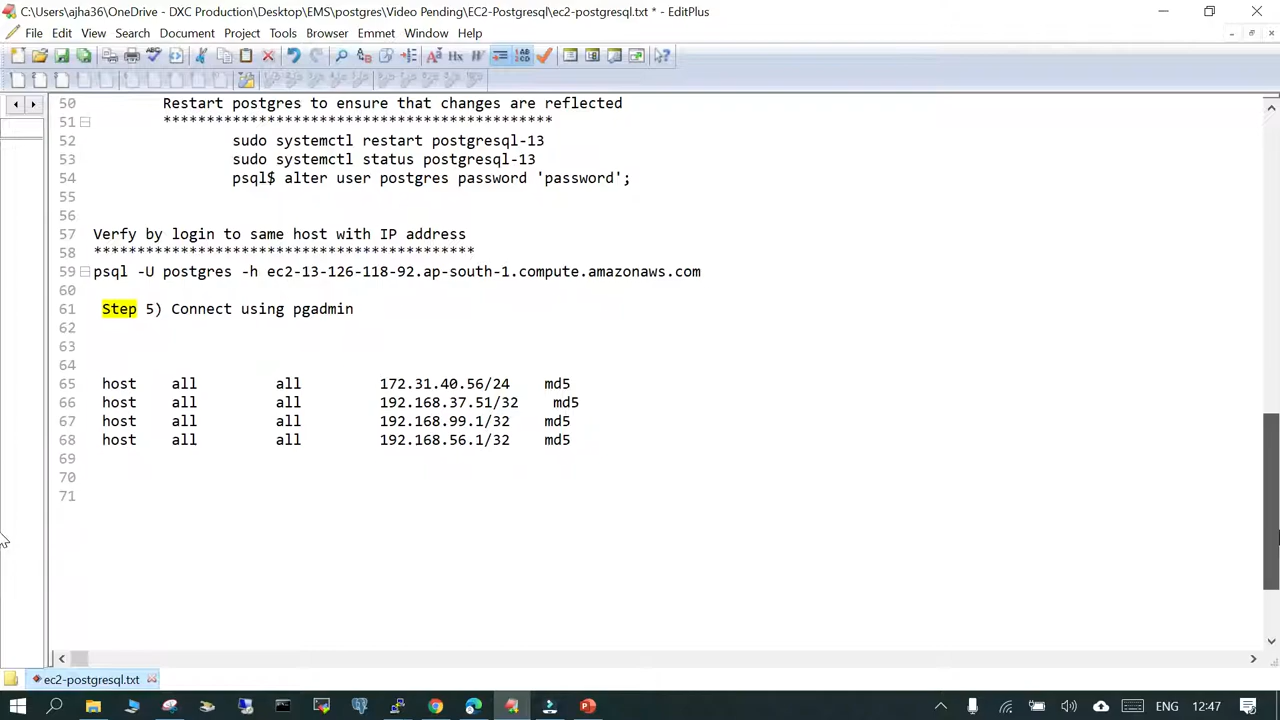 C:\Users\ajha36\OneDrive - DXC Production\Desktop\EMS\postgres\Video Pending\EC2-Postgresql\ec2-postgresql.txt * - EditPlus
File Edit View Search Document Project Tools Browser Emmet Window Help
50 Restart postgres to ensure that changes are reflected
51 *********************************************
52 sudo systemctl restart postgresql-13
53 sudo systemctl status postgresql-13
54 psql$ alter user postgres password 'password';
55
56
57 Verfy by login to same host with IP address
58 ********************************************
59 psql -U postgres -h ec2-13-126-118-92.ap-south-1.compute.amazonaws.com
60
61 Step 5) Connect using pgadmin
62
63
64
65 host all all 172.31.40.56/24 md5
66 host all all 192.168.37.51/32 md5
67 host all all 192.168.99.1/32 md5
68 host all all 192.168.56.1/32 md5
69
70
71
ec2-postgresql.txt
ENG 12:47